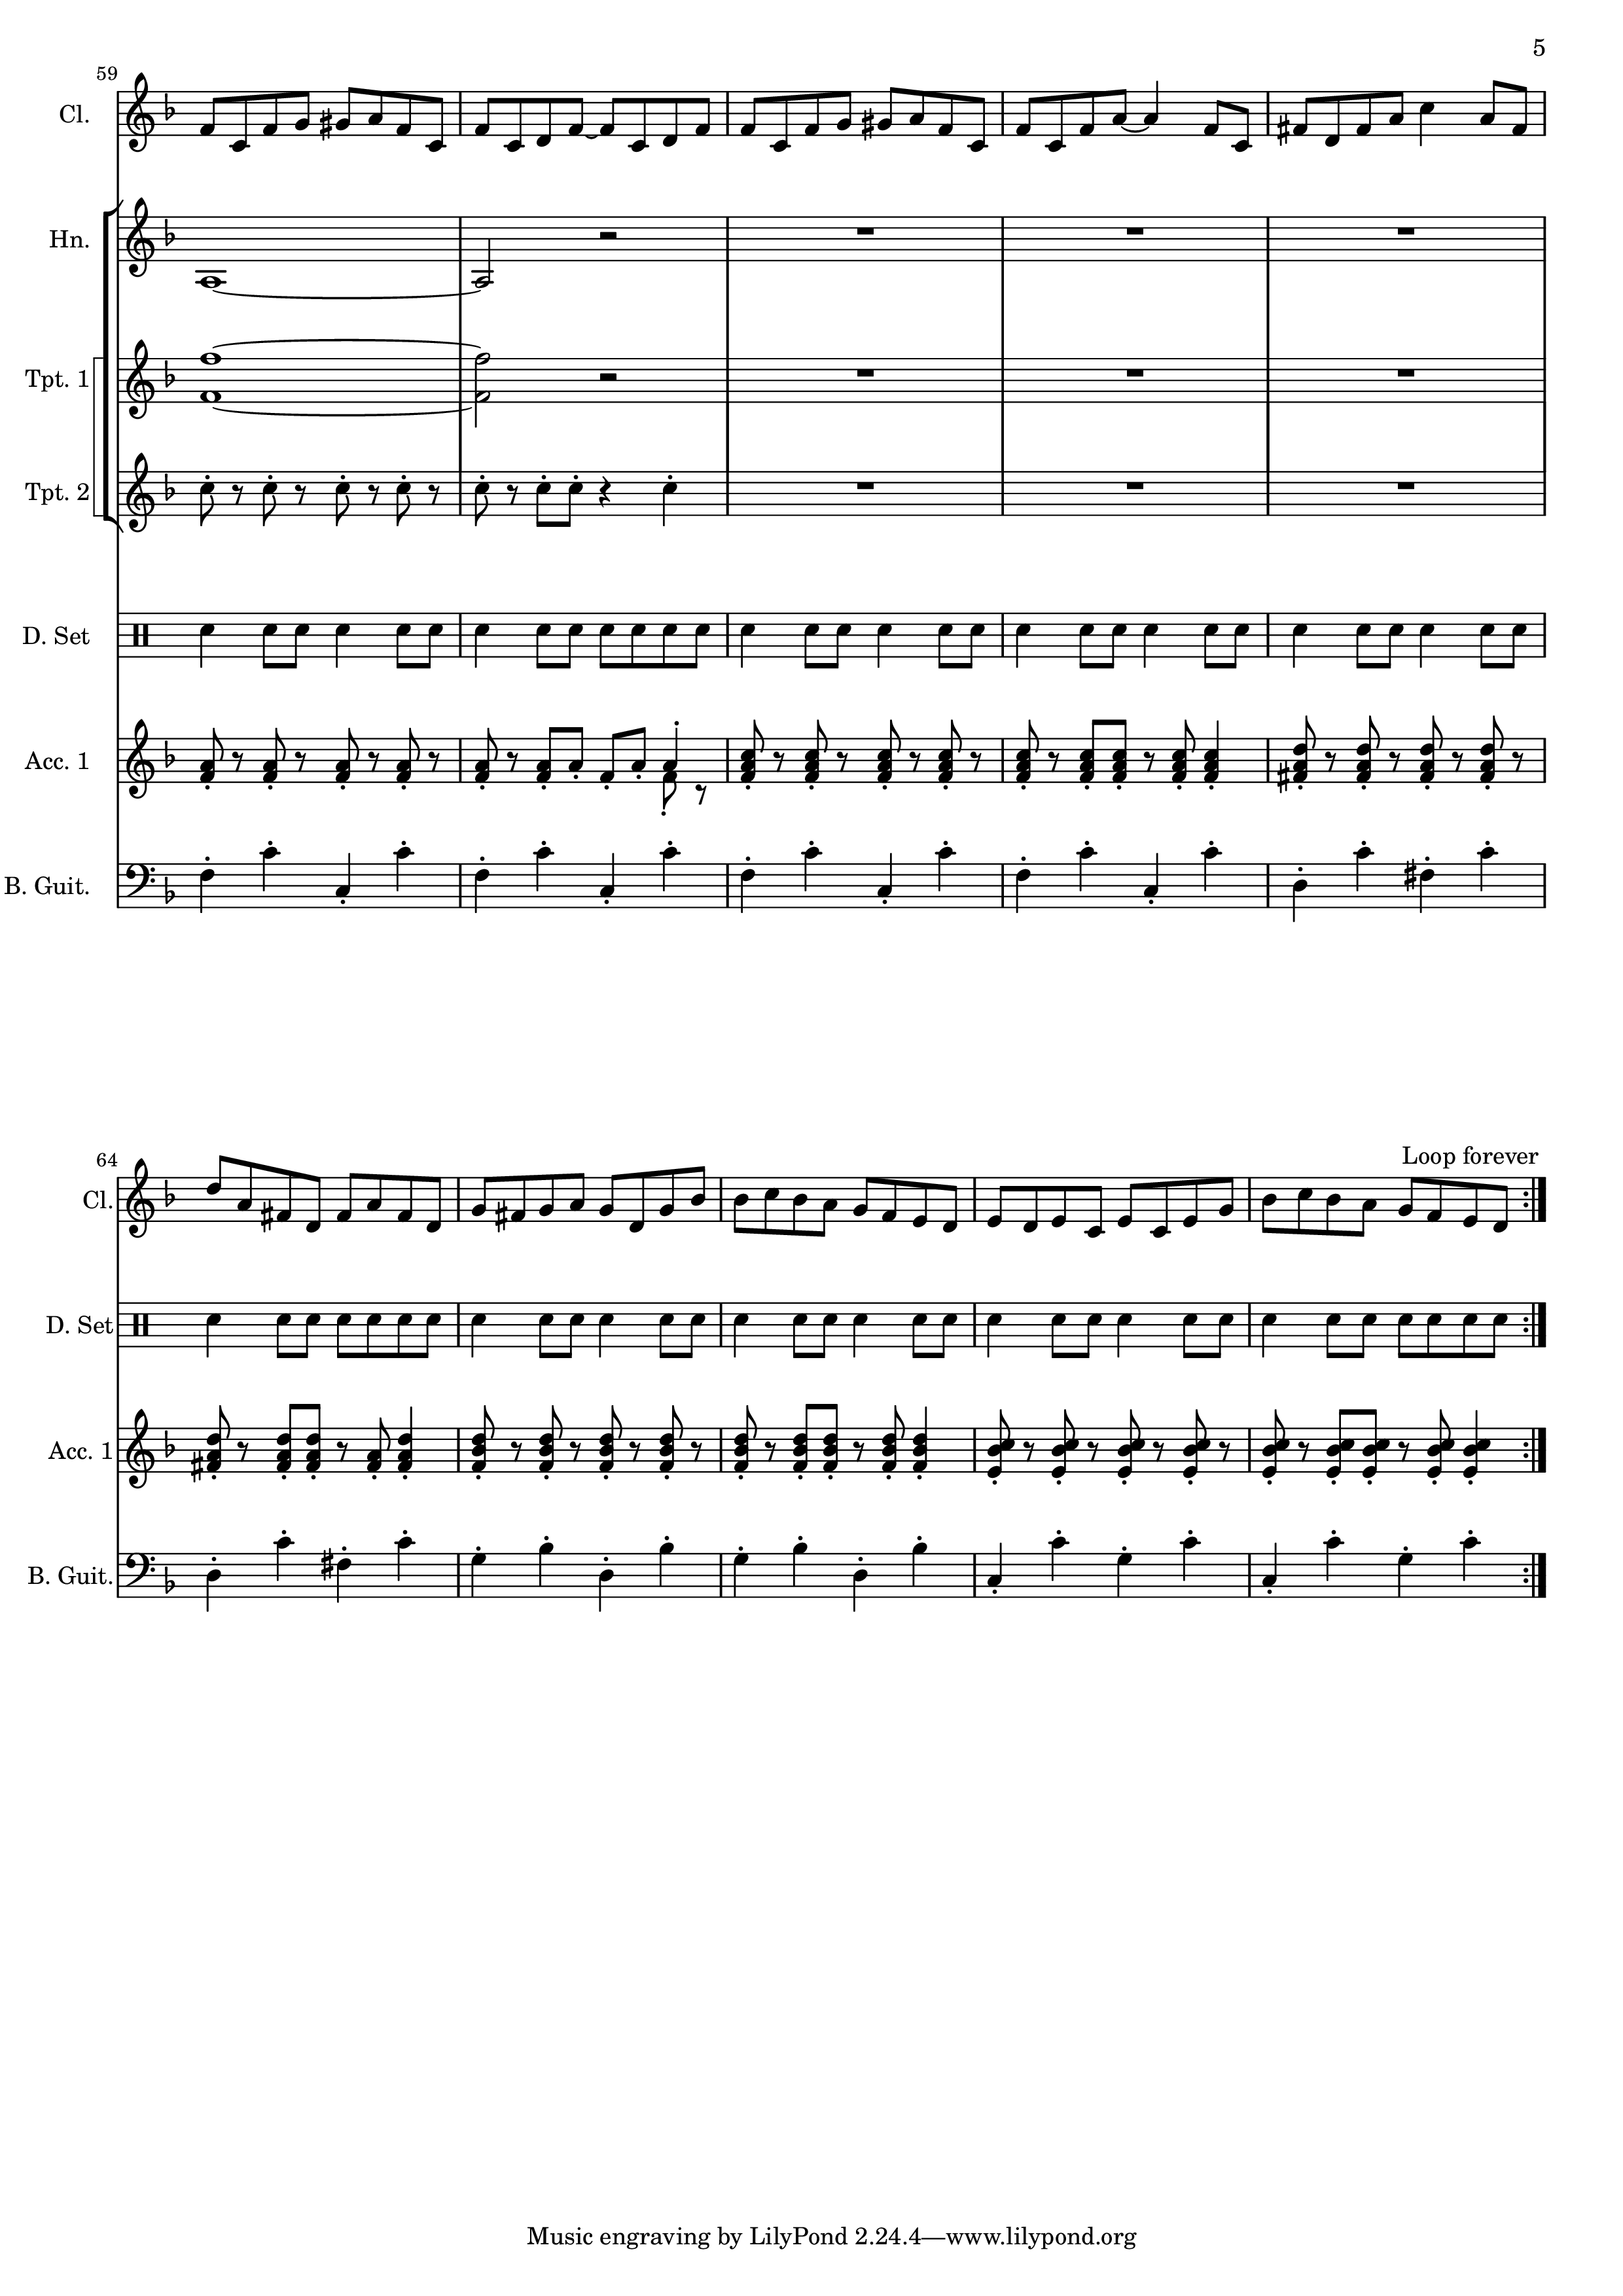 5
59
Cl.
Hn.
Tpt. 1
Tpt. 2
D. Set
Acc. 1
B. Guit.
Loop forever
64
Cl.
D. Set
Acc. 1
B. Guit.
Music engraving by LilyPond 2.24.4—www.lilypond.org